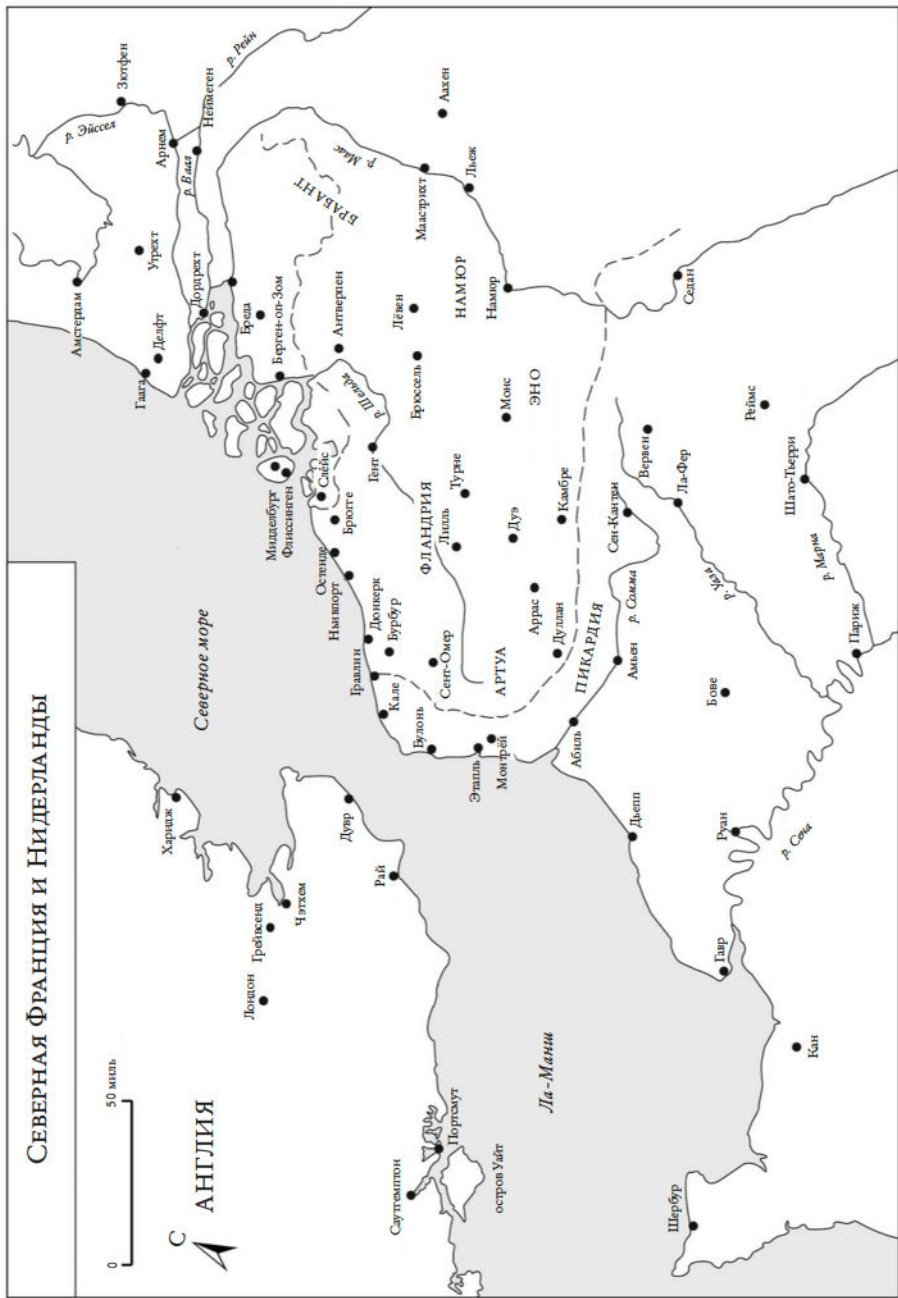 Северная Франция и Нидерланды
0
50 миль
С
АНГЛИЯ
Северное море
Ла-Манш
Харидж
Лондон
Грейвсенд
Чэтхем
Дувр
Рай
Саутгемптон
Портсмут
остров Уайт
Шербур
Кан
Гавр
Руан
р. Сена
Дьепп
Бове
Париж
р. Марна
Шато-Тьерри
Реймс
р. Уаза
Ла-Фер
Вервен
Седан
Сен-Кантен
р. Сомма
Амьен
Абиль
ПИКАРДИЯ
Дуллан
Аррас
Камбре
Дуэ
АРТУА
Монтрёй
Этапль
Булонь
Кале
Гравлин
Сент-Омер
Бурбур
Дюнкерк
Ньивпорт
Остенде
Брюгге
Слёйс
ФЛАНДРИЯ
Лилль
Турне
Гент
р. Шельда
Монс
ЭНО
Брюссель
Лёвен
Антверпен
НАМЮР
Намюр
Льеж
Маастрихт
Аахен
р. Маас
БРАБАНТ
Берген-оп-Зом
Бреда
Мидделбург
Флиссинген
Дордрехт
Гаага
Делфт
Амстердам
Утрехт
р. Ваал
Арнем
Неймеген
р. Рейн
р. Эйссел
Зютфен